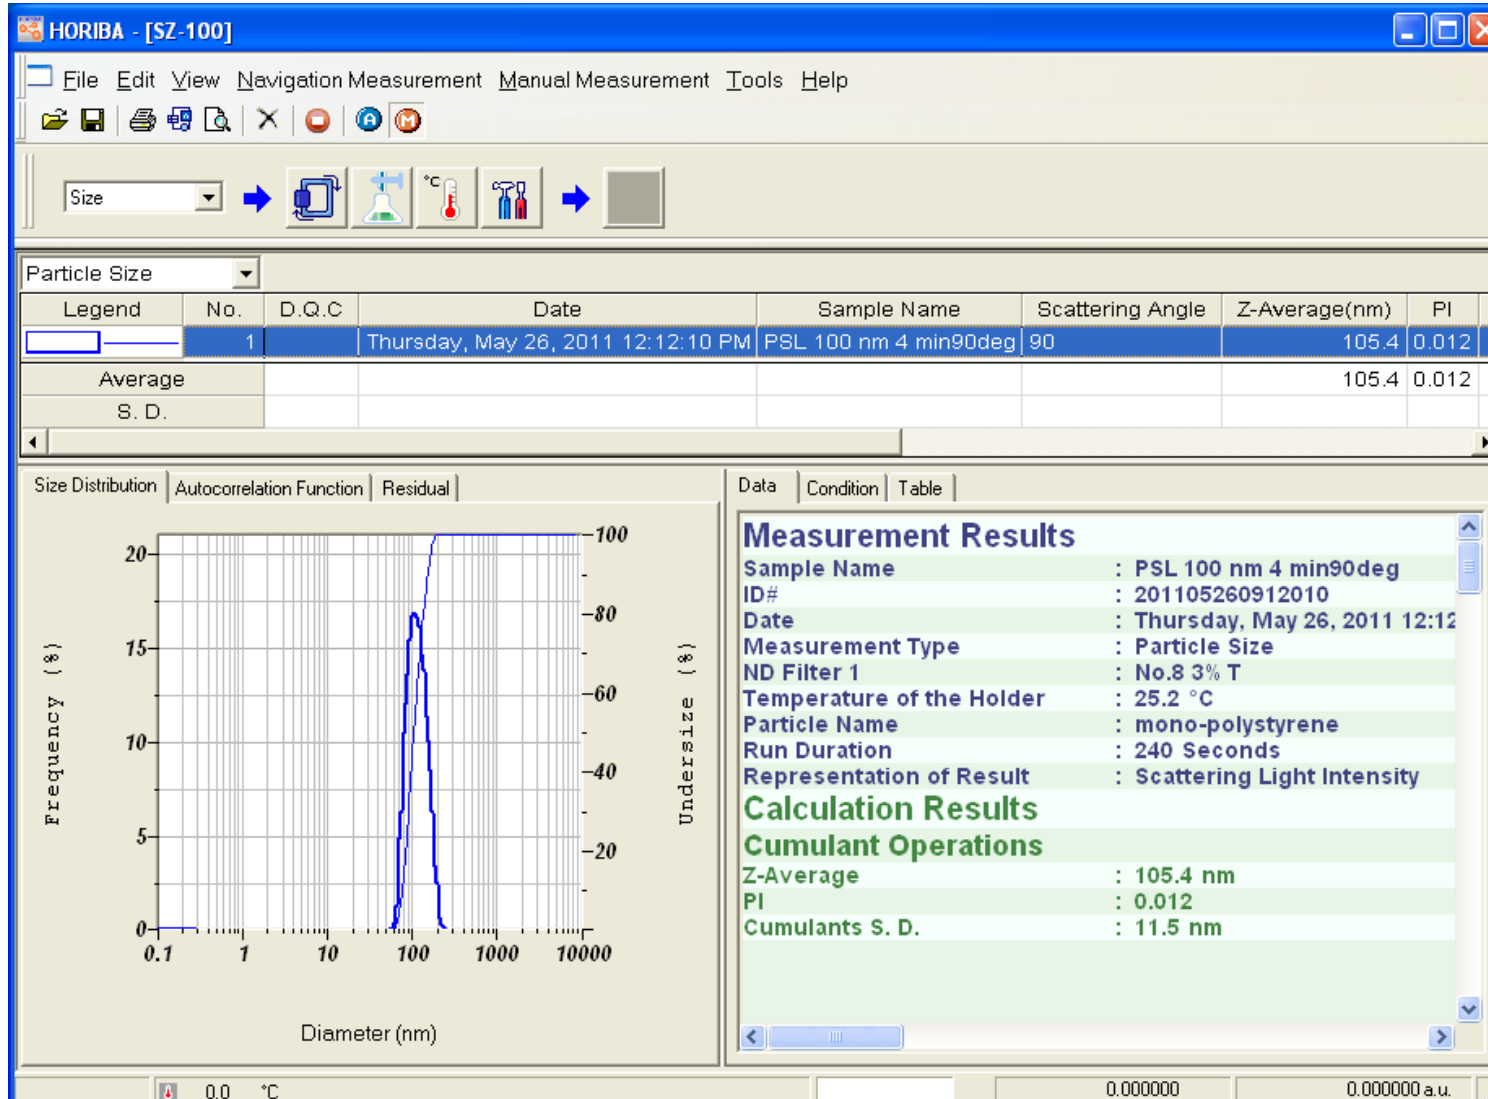 HORIBA - [SZ-100]
File Edit View Navigation Measurement Manual Measurement Tools Help
A M
Size °C
Particle Size
Legend No. D.Q.C Date Sample Name Scattering Angle Z-Average(nm) PI
1 Thursday, May 26, 2011 12:12:10 PM PSL 100 nm 4 min90deg 90 105.4 0.012
Average 105.4 0.012
S. D.
Size Distribution Autocorrelation Function Residual
20
15
10
5
0
Frequency (%)
100
80
60
40
20
Undersize (%)
0.1 1 10 100 1000 10000
Diameter (nm)
Data Condition Table
Measurement Results
Sample Name : PSL 100 nm 4 min90deg
ID# : 201105260912010
Date : Thursday, May 26, 2011 12:12
Measurement Type : Particle Size
ND Filter 1 : No.8 3% T
Temperature of the Holder : 25.2 °C
Particle Name : mono-polystyrene
Run Duration : 240 Seconds
Representation of Result : Scattering Light Intensity
Calculation Results
Cumulant Operations
Z-Average : 105.4 nm
PI : 0.012
Cumulants S. D. : 11.5 nm
0.0 °C 0.000000 0.000000 a.u.